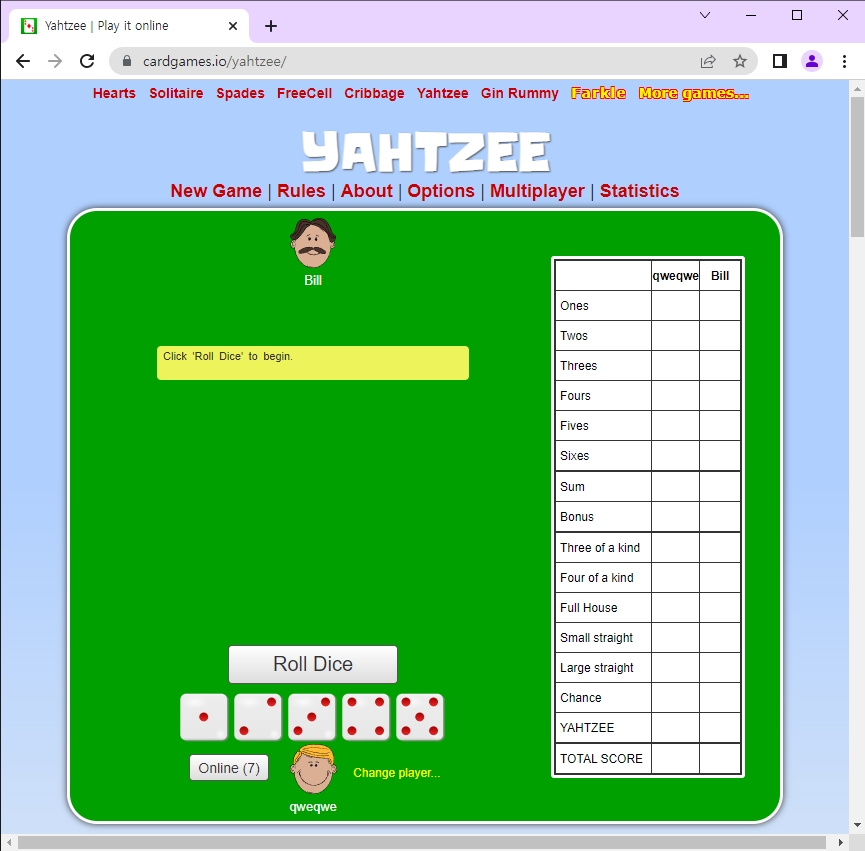 Yahtzee | Play it online
cardgames.io/yahtzee/
Hearts Solitaire Spades FreeCell Cribbage Yahtzee Gin Rummy Farkle More games...
YAHTZEE
New Game | Rules | About | Options | Multiplayer | Statistics
Bill
Click 'Roll Dice' to begin.
qweqwe Bill
Ones
Twos
Threes
Fours
Fives
Sixes
Sum
Bonus
Three of a kind
Four of a kind
Full House
Small straight
Large straight
Chance
YAHTZEE
TOTAL SCORE
Roll Dice
Online (7)
Change player...
qweqwe